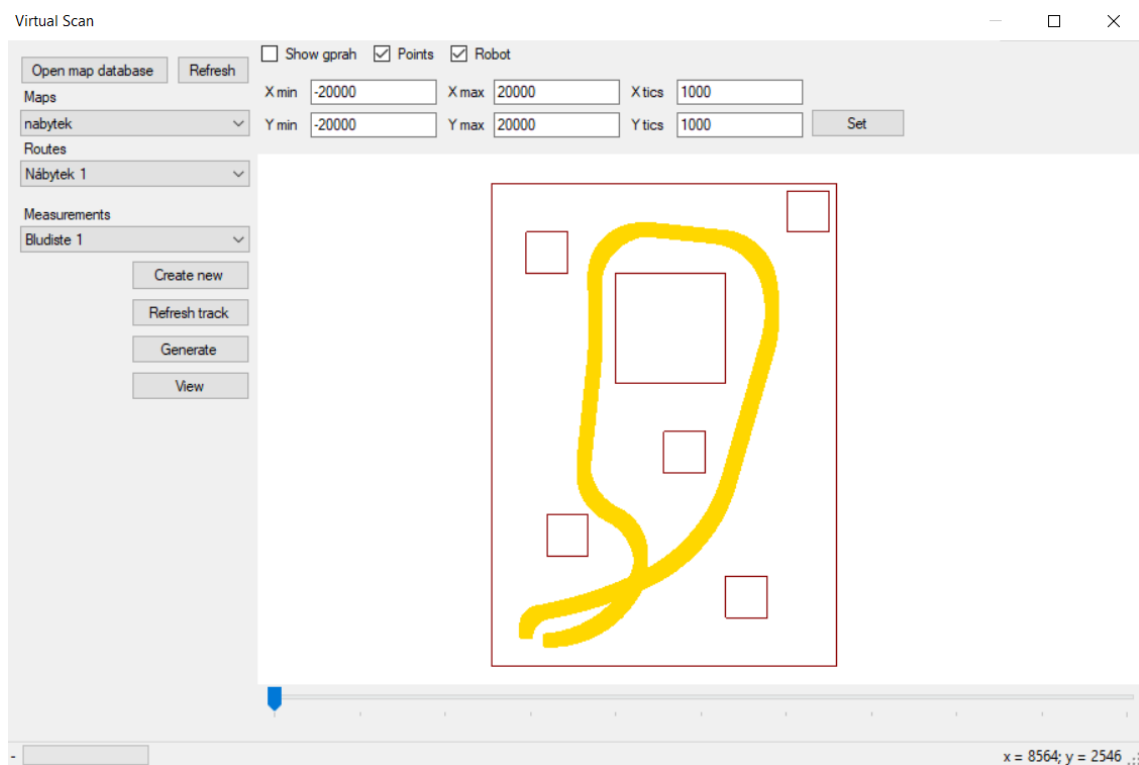 Virtual Scan
Open map database Refresh
Show gprah Points Robot
Maps
X min -20000 X max 20000 X tics 1000
nabytek
Y min -20000 Y max 20000 Y tics 1000 Set
Routes
Nábytek 1
Measurements
Bludiste 1
Create new
Refresh track
Generate
View
- x = 8564; y = 2546